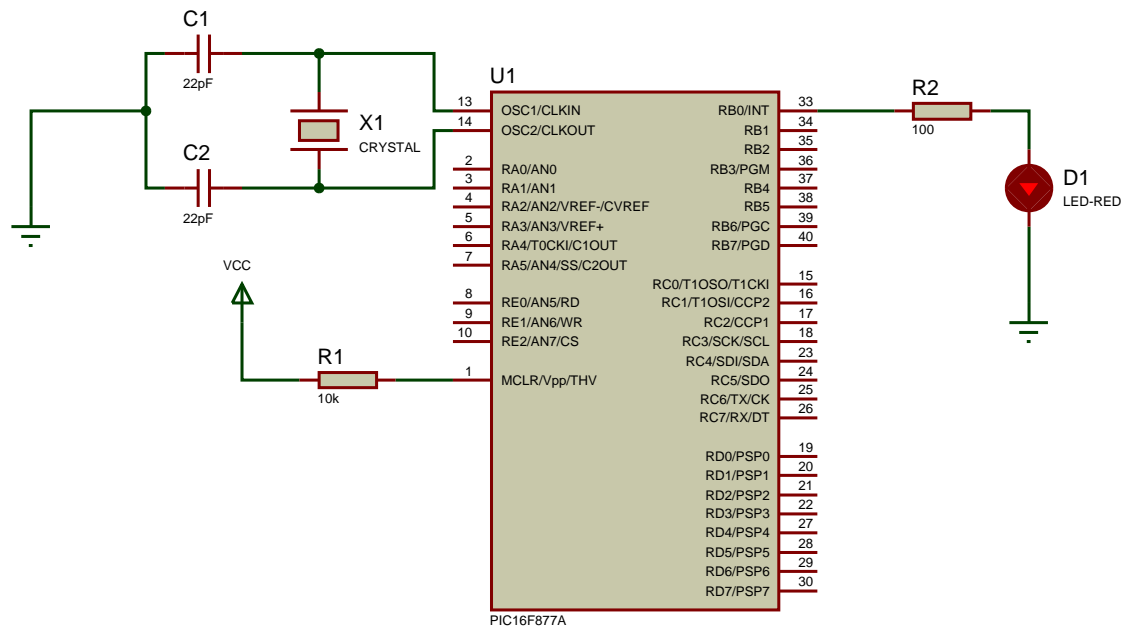 C1
22pF
C2
22pF
X1
CRYSTAL
VCC
R1
10k
U1
13 OSC1/CLKIN
14 OSC2/CLKOUT
2 RA0/AN0
3 RA1/AN1
4 RA2/AN2/VREF-/CVREF
5 RA3/AN3/VREF+
6 RA4/T0CKI/C1OUT
7 RA5/AN4/SS/C2OUT
8 RE0/AN5/RD
9 RE1/AN6/WR
10 RE2/AN7/CS
1 MCLR/Vpp/THV
RB0/INT 33
RB1 34
RB2 35
RB3/PGM 36
RB4 37
RB5 38
RB6/PGC 39
RB7/PGD 40
RC0/T1OSO/T1CKI 15
RC1/T1OSI/CCP2 16
RC2/CCP1 17
RC3/SCK/SCL 18
RC4/SDI/SDA 23
RC5/SDO 24
RC6/TX/CK 25
RC7/RX/DT 26
RD0/PSP0 19
RD1/PSP1 20
RD2/PSP2 21
RD3/PSP3 22
RD4/PSP4 27
RD5/PSP5 28
RD6/PSP6 29
RD7/PSP7 30
PIC16F877A
R2
100
D1
LED-RED